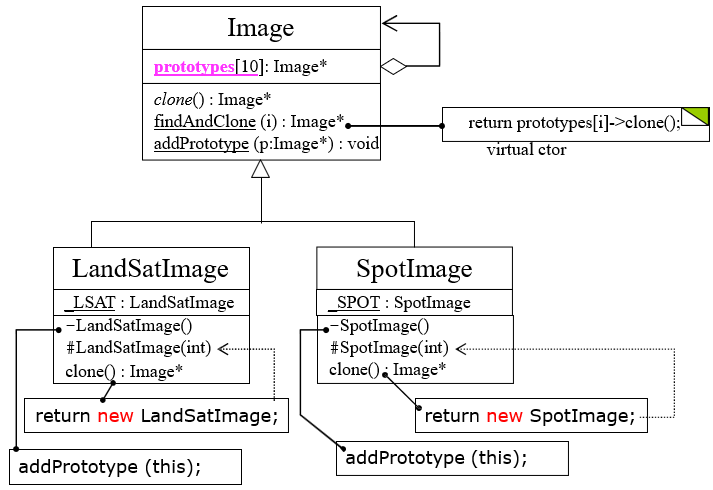 Image
prototypes[10]: Image*
clone() : Image*
findAndClone (i) : Image*
addPrototype (p:Image*) : void
return prototypes[i]->clone();
virtual ctor
LandSatImage
_LSAT : LandSatImage
−LandSatImage()
#LandSatImage(int)
clone() : Image*
return new LandSatImage;
addPrototype (this);
SpotImage
_SPOT : SpotImage
−SpotImage()
#SpotImage(int)
clone() : Image*
return new SpotImage;
addPrototype (this);